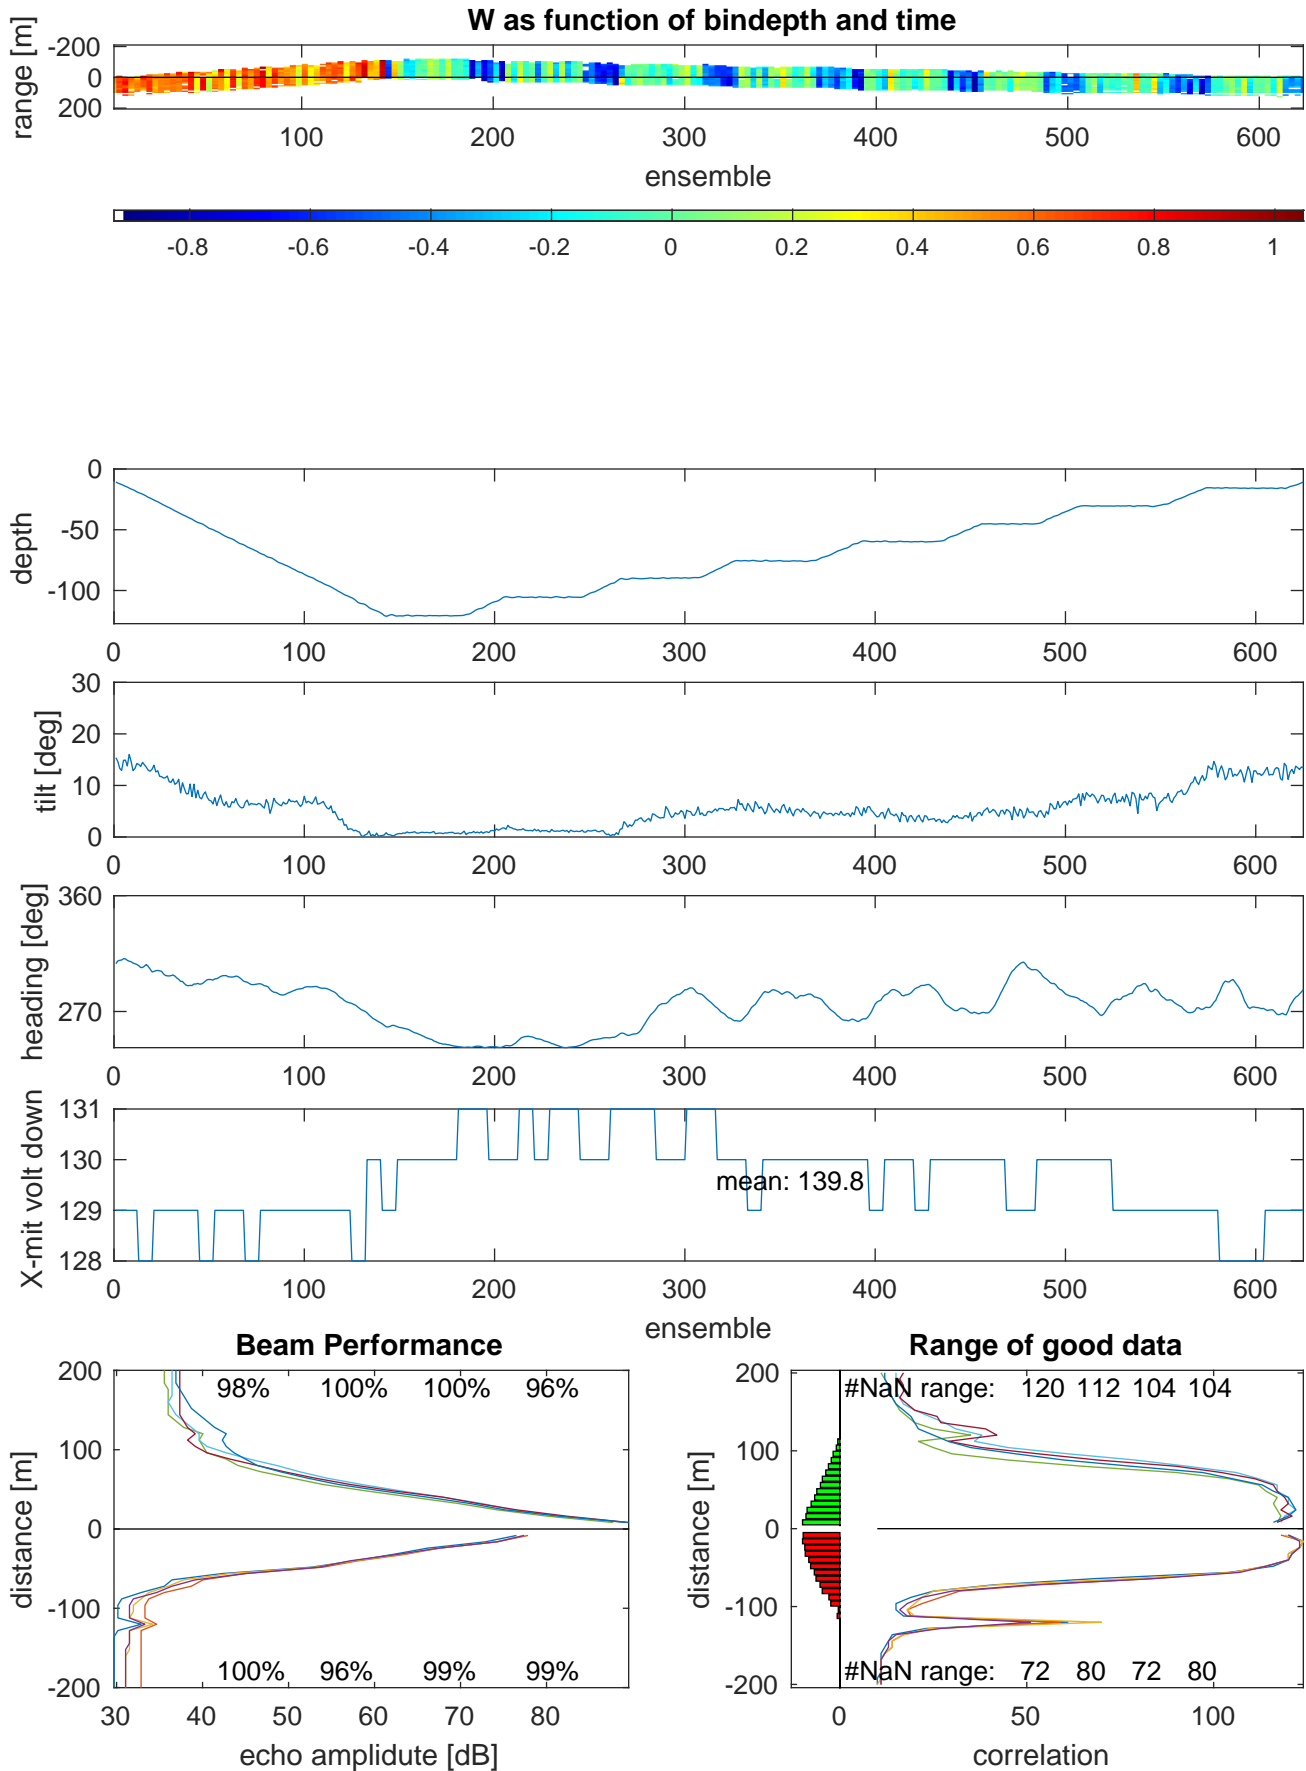 W as function of bindepth and time
range [m]
-200
0
200
100 200 300 400 500 600
ensemble
-0.8 -0.6 -0.4 -0.2 0 0.2 0.4 0.6 0.8 1
depth
0
-50
-100
0 100 200 300 400 500 600
tilt [deg]
30
20
10
0
0 100 200 300 400 500 600
heading [deg]
360
270
0 100 200 300 400 500 600
X-mit volt down
131
130
mean: 139.8
129
128
0 100 200 300 400 500 600
ensemble
Beam Performance
distance [m]
200
98% 100% 100% 96%
100
0
-100
100% 96% 99% 99%
-200
30 40 50 60 70 80
echo amplidute [dB]
Range of good data
distance [m]
200
#NaN range: 120 112 104 104
100
0
-100
#NaN range: 72 80 72 80
-200
0 50 100
correlation